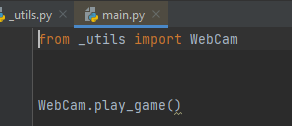 _utils.py × main.py ×
from _utils import WebCam
WebCam.play_game()